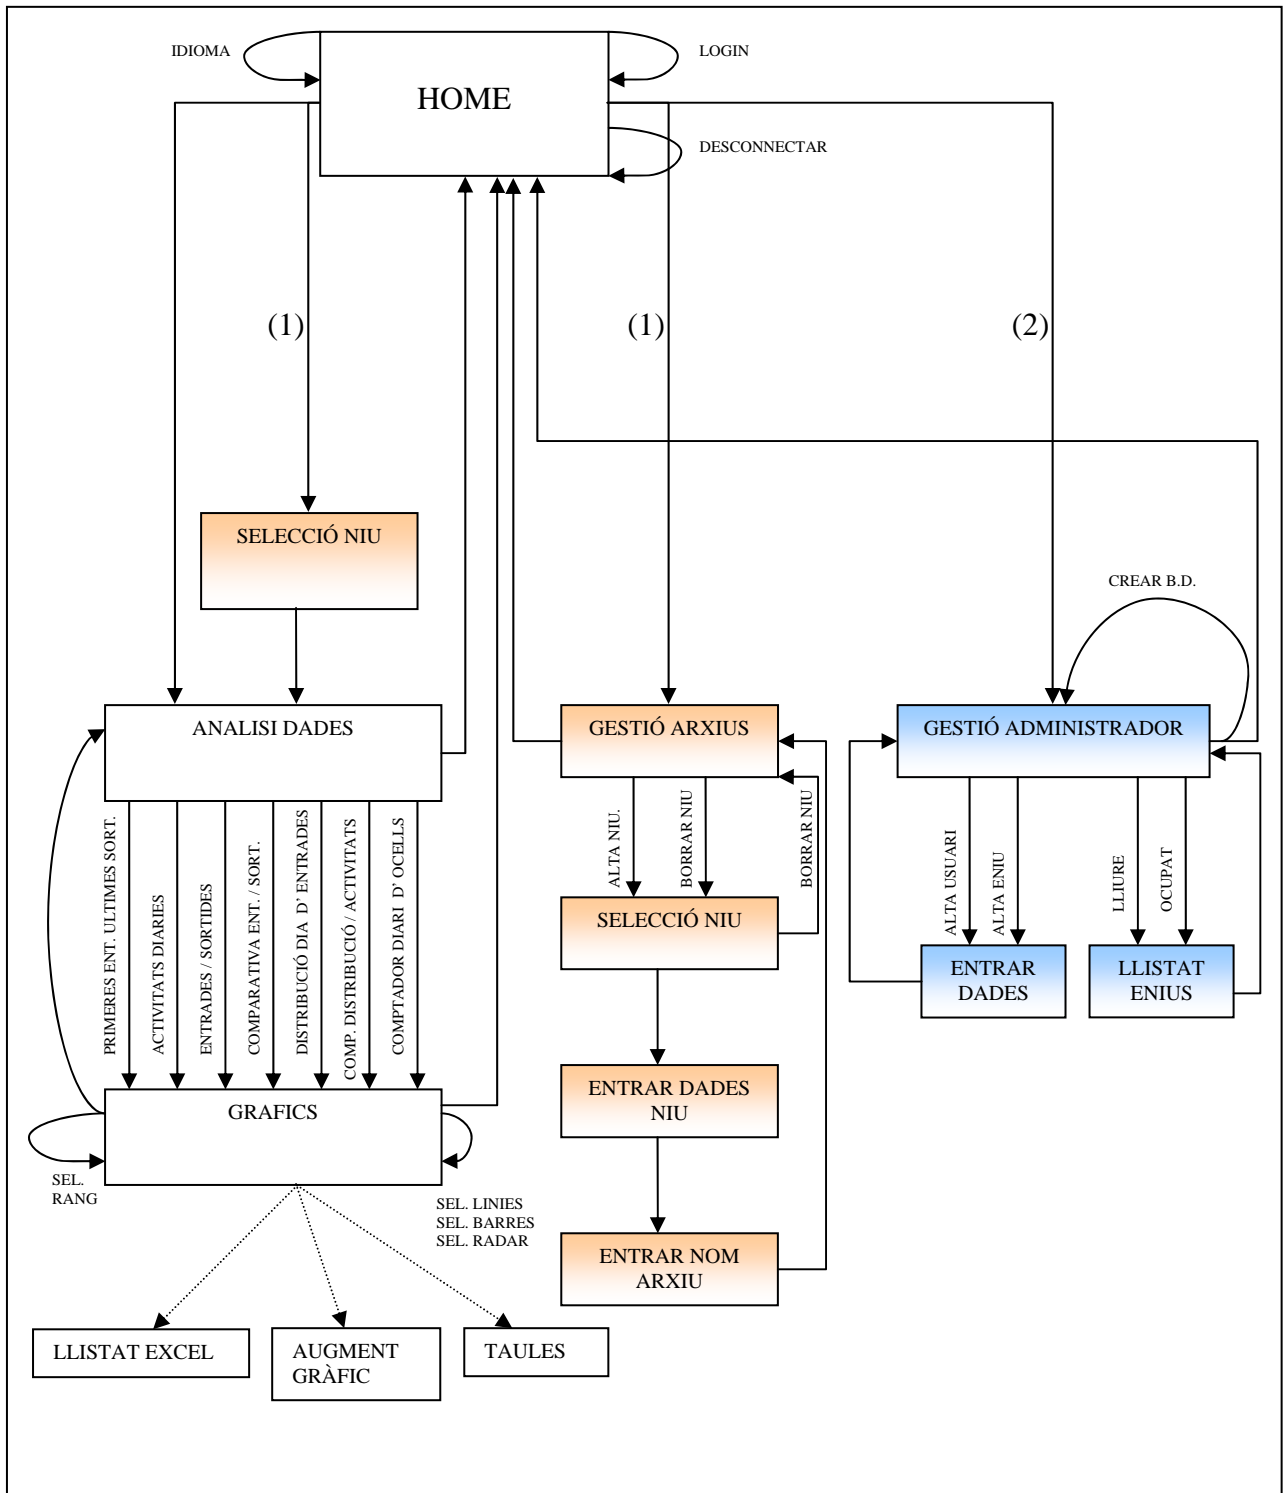 IDIOMA
LOGIN
HOME
DESCONNECTAR
(1)
(1)
(2)
SELECCIÓ NIU
CREAR B.D.
ANALISI DADES
GESTIÓ ARXIUS
GESTIÓ ADMINISTRADOR
PRIMERES ENT. ULTIMES SORT.
ACTIVITATS DIARIES
ENTRADES / SORTIDES
COMPARATIVA ENT. / SORT.
DISTRIBUCIÓ DIA D' ENTRADES
COMP. DISTRIBUCIÓ / ACTIVITATS
COMPTADOR DIARI D' OCELLS
ALTA NIU.
BORRAR NIU
BORRAR NIU
ALTA USUARI
ALTA ENIU
LLIURE
OCUPAT
SELECCIÓ NIU
ENTRAR
DADES
LLISTAT
ENIUS
ENTRAR DADES
NIU
GRAFICS
SEL.
RANG
SEL. LINIES
SEL. BARRES
SEL. RADAR
ENTRAR NOM
ARXIU
LLISTAT EXCEL
AUGMENT
GRÀFIC
TAULES